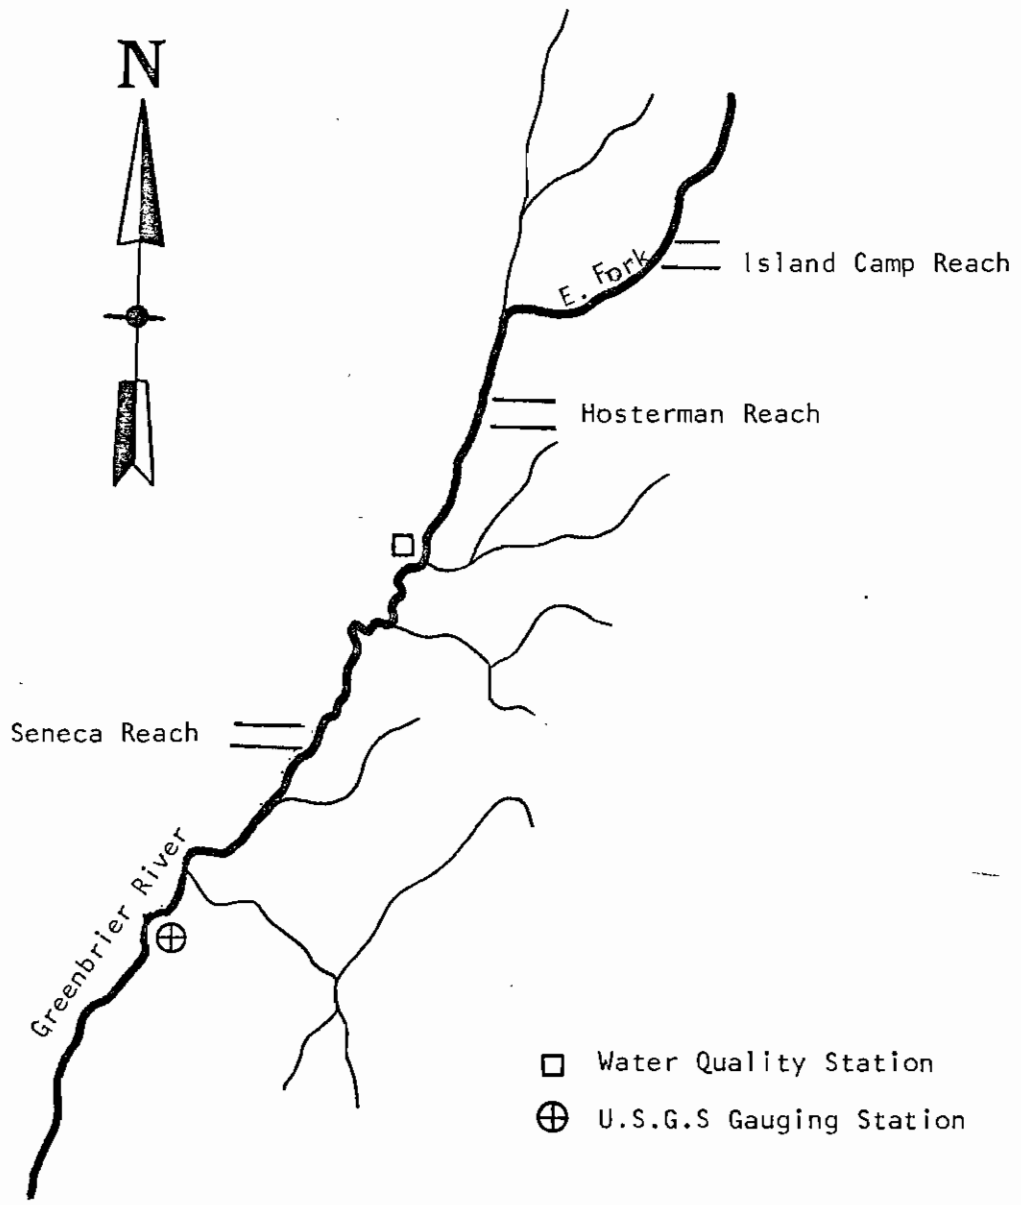 N
E. Fork
Island Camp Reach
Hosterman Reach
Seneca Reach
Greenbrier River
Water Quality Station
U.S.G.S Gauging Station